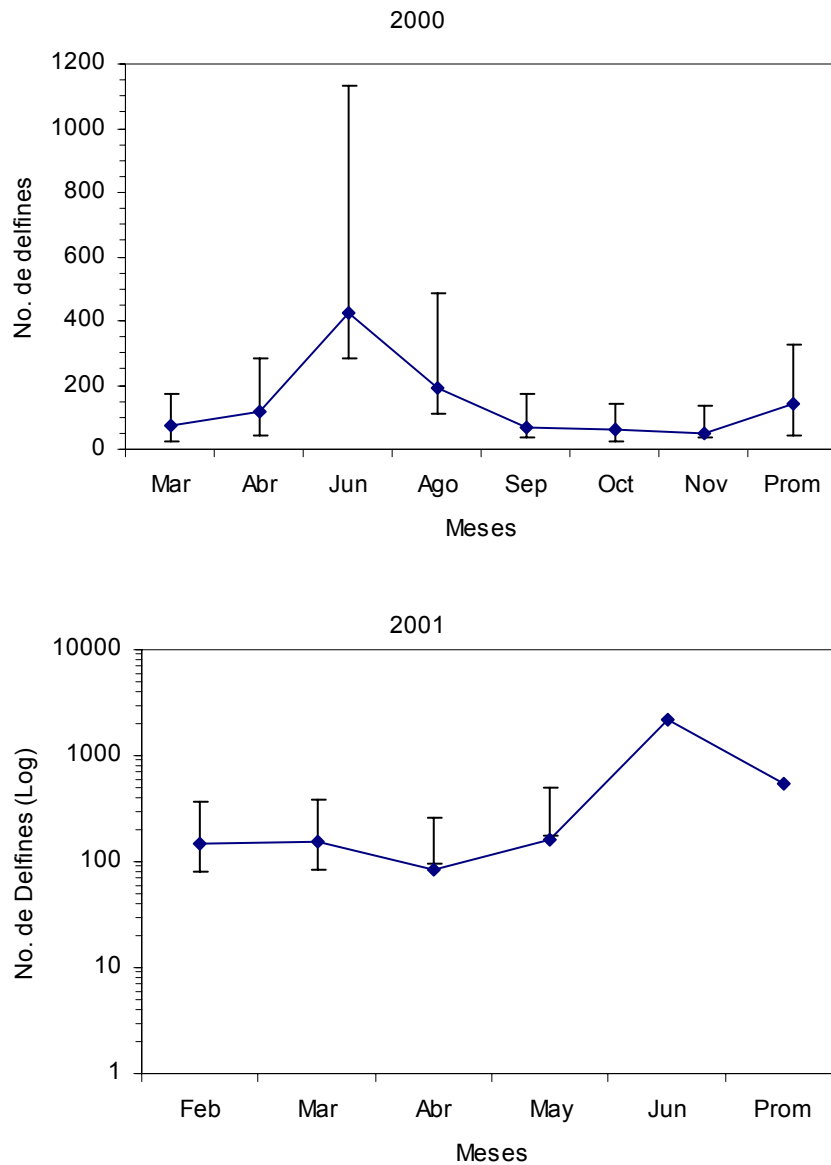 2000
1200
1000
800
600
400
200
0
No. de delfines
Mar Abr Jun Ago Sep Oct Nov Prom
Meses
2001
10000
1000
100
10
1
No. de Delfines (Log)
Feb Mar Abr May Jun Prom
Meses